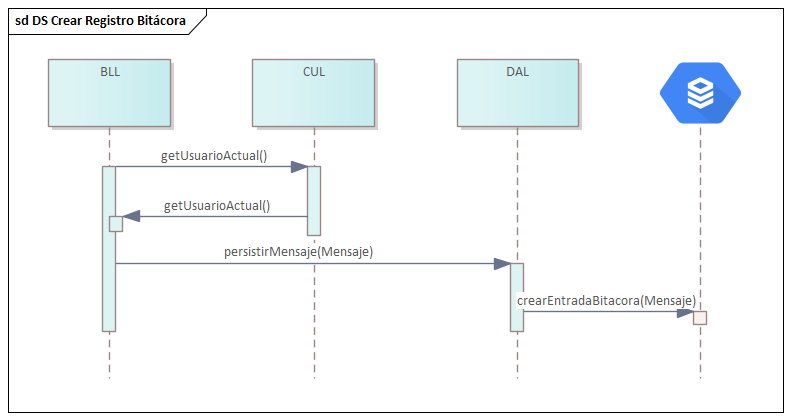 sd DS Crear Registro Bitácora
BLL
CUL
DAL
getUsuarioActual()
getUsuarioActual()
persistirMensaje(Mensaje)
crearEntradaBitacora(Mensaje)